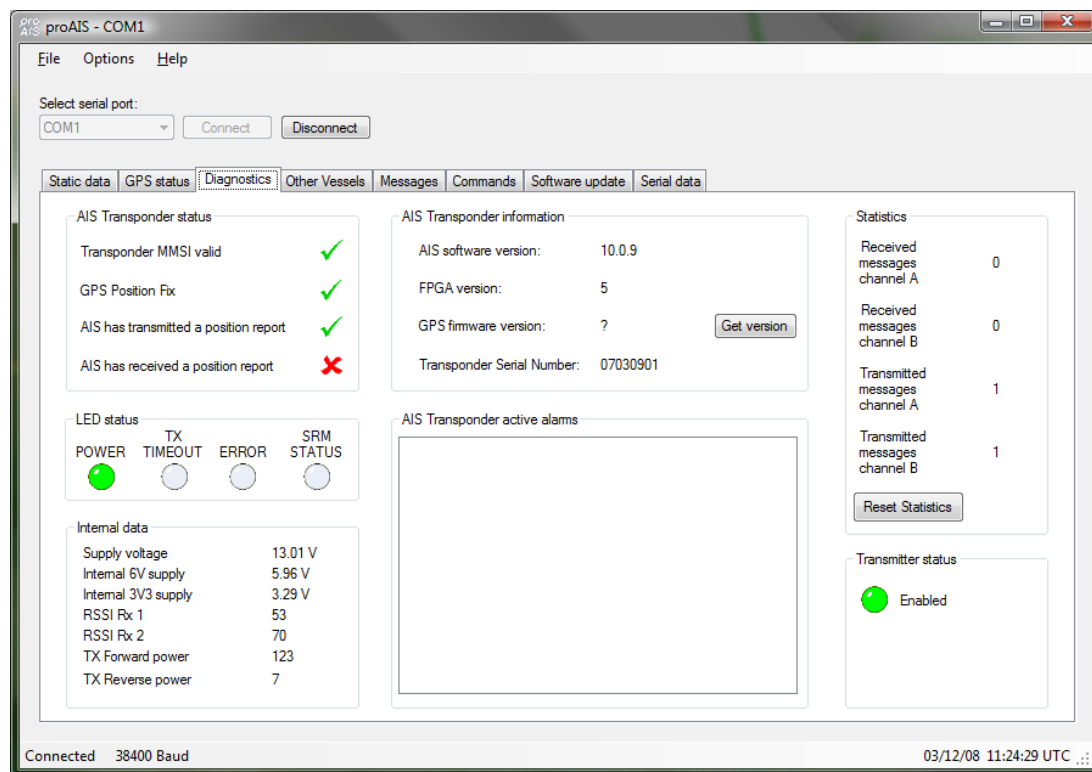 pro AIS proAIS - COM1
File Options Help
Select serial port:
COM1 Connect Disconnect
Static data GPS status Diagnostics Other Vessels Messages Commands Software update Serial data
AIS Transponder status
Transponder MMSI valid
GPS Position Fix
AIS has transmitted a position report
AIS has received a position report
LED status
POWER TX TIMEOUT ERROR SRM STATUS
Internal data
Supply voltage 13.01 V
Internal 6V supply 5.96 V
Internal 3V3 supply 3.29 V
RSSI Rx 1 53
RSSI Rx 2 70
TX Forward power 123
TX Reverse power 7
AIS Transponder information
AIS software version: 10.0.9
FPGA version: 5
GPS firmware version: ? Get version
Transponder Serial Number: 07030901
AIS Transponder active alarms
Statistics
Received
messages 0
channel A
Received
messages 0
channel B
Transmitted
messages 1
channel A
Transmitted
messages 1
channel B
Reset Statistics
Transmitter status
Enabled
Connected 38400 Baud 03/12/08 11:24:29 UTC